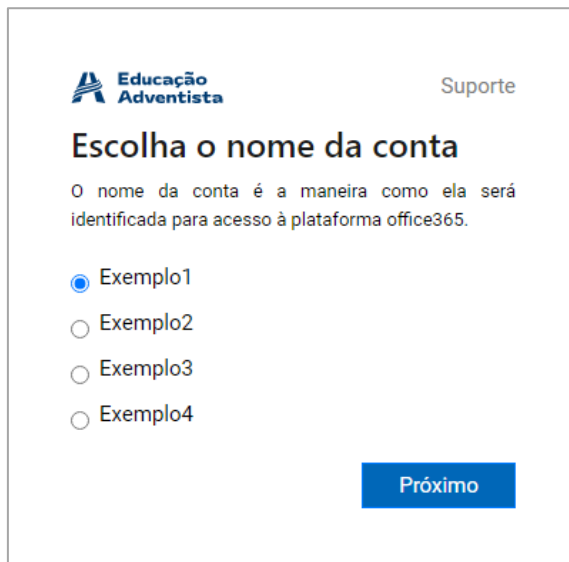 Educação
Adventista
Suporte
Escolha o nome da conta
O nome da conta é a maneira como ela será
identificada para acesso à plataforma office365.
Exemplo1
Exemplo2
Exemplo3
Exemplo4
Próximo